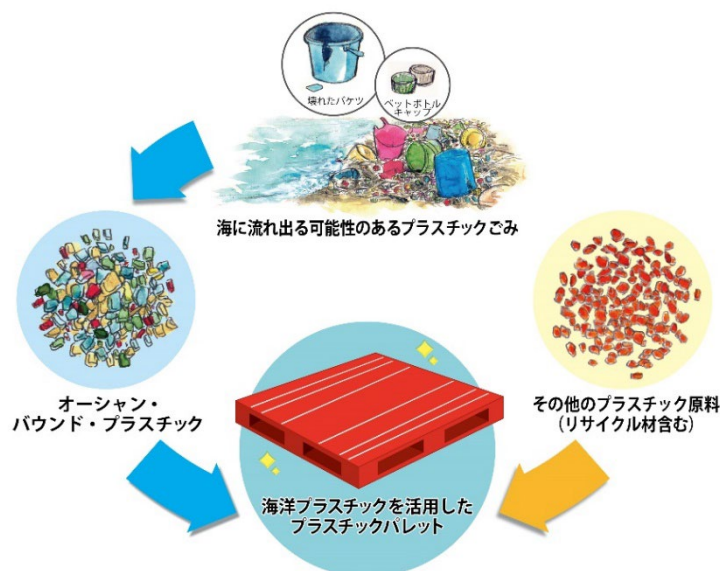 壊れたバケツ
ペットボトル
キャップ
海に流れ出る可能性のあるプラスチックごみ
オーシャン・
バウンド・プラスチック
その他のプラスチック原料
(リサイクル材含む)
海洋プラスチックを活用した
プラスチックパレット